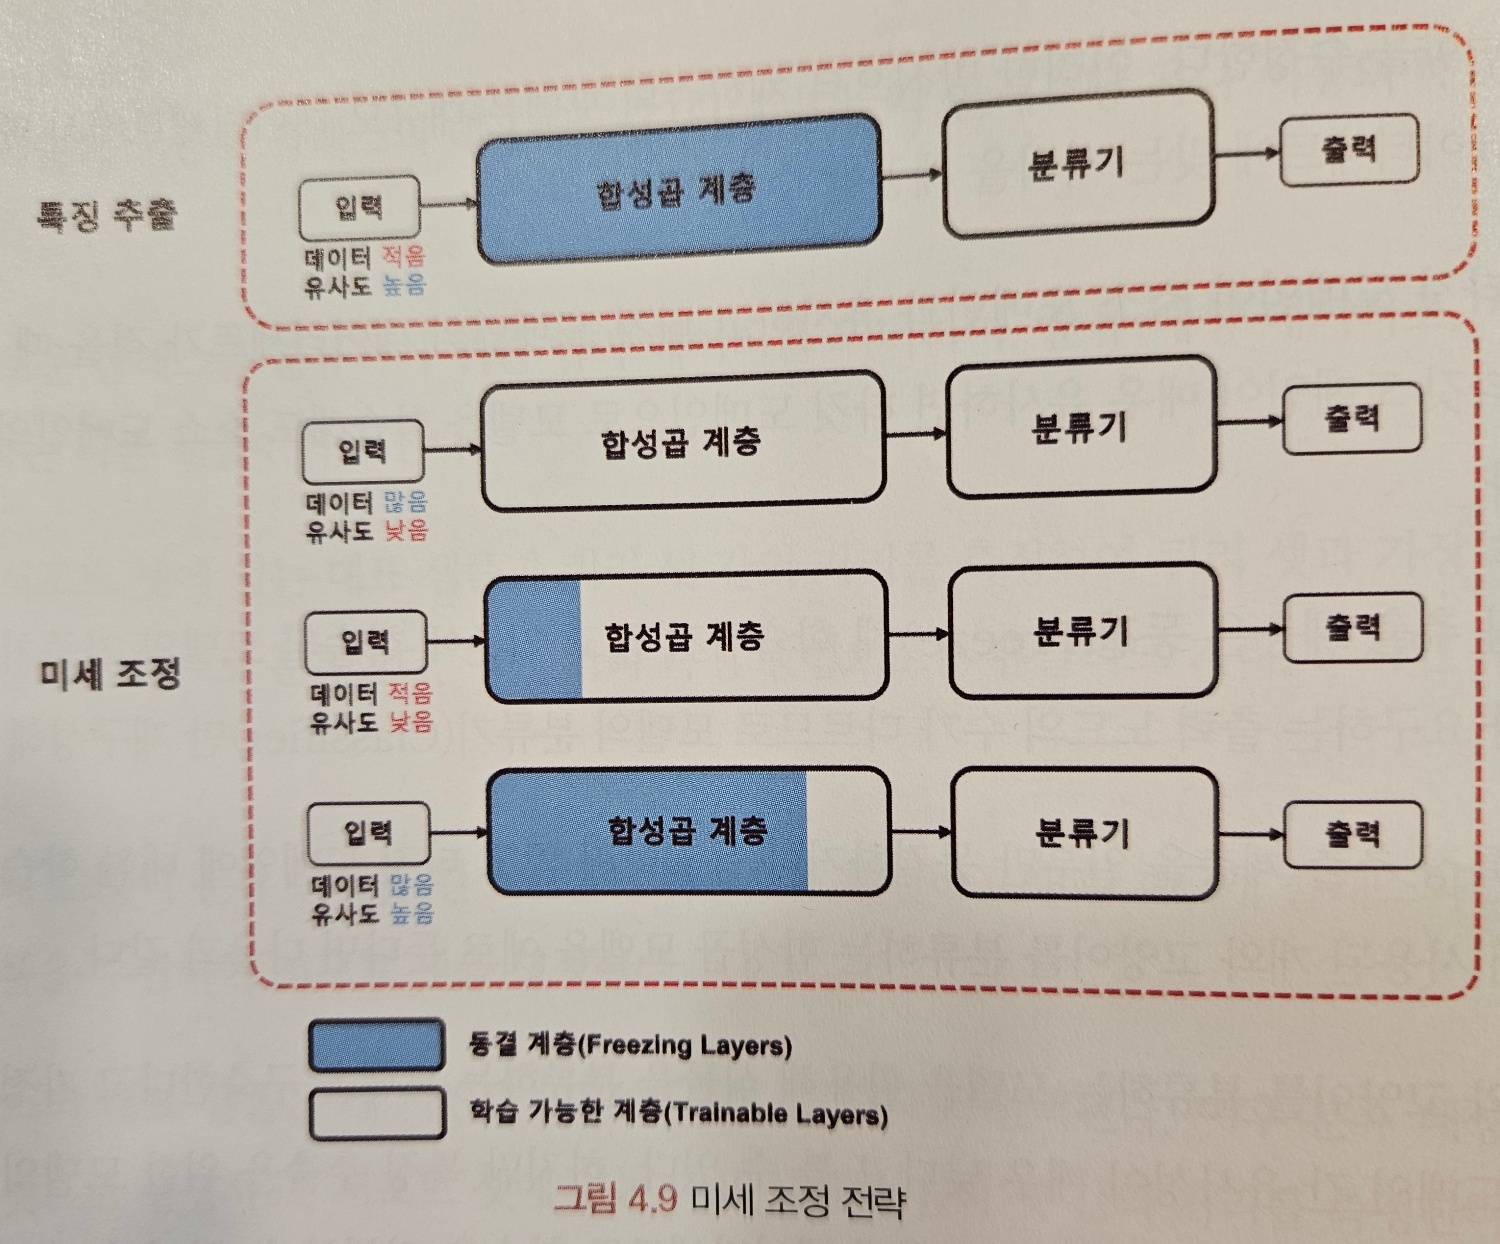 특징 추출
입력
합성곱 계층
분류기
출력
데이터 적음
유사도 높음
미세 조정
입력
합성곱 계층
분류기
출력
데이터 많음
유사도 낮음
입력
합성곱 계층
분류기
출력
데이터 적음
유사도 낮음
입력
합성곱 계층
분류기
출력
데이터 많음
유사도 높음
동결 계층(Freezing Layers)
학습 가능한 계층(Trainable Layers)
그림 4.9 미세 조정 전략